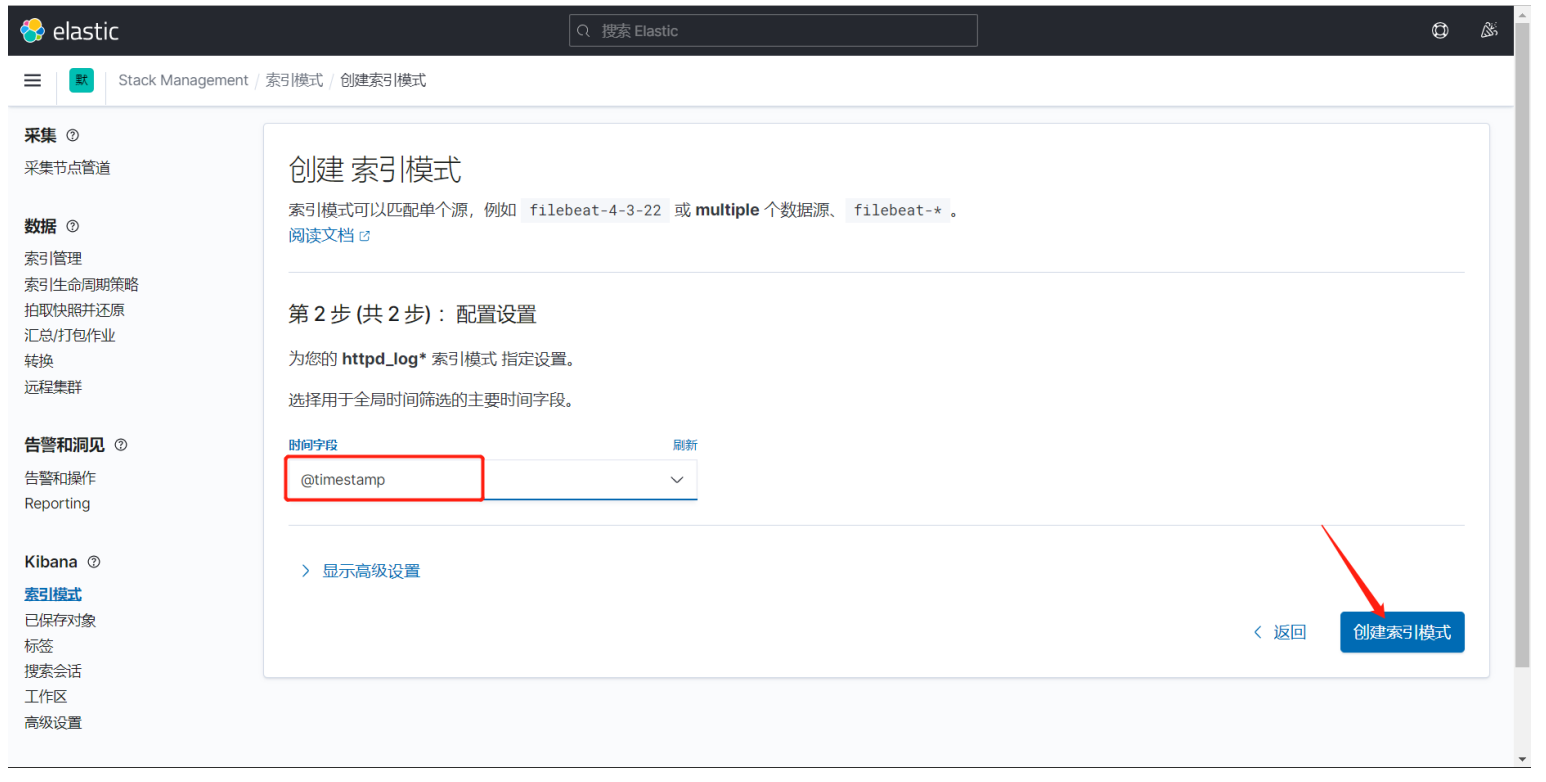 elastic
搜索 Elastic
默
Stack Management / 索引模式 / 创建索引模式
采集
采集节点管道
数据
索引管理
索引生命周期策略
拍取快照并还原
汇总/打包作业
转换
远程集群
告警和洞见
告警和操作
Reporting
Kibana
索引模式
已保存对象
标签
搜索会话
工作区
高级设置
创建 索引模式
索引模式可以匹配单个源，例如 filebeat-4-3-22 或 multiple 个数据源、 filebeat-* 。
阅读文档
第 2 步 (共 2 步) ：配置设置
为您的 httpd_log* 索引模式 指定设置。
选择用于全局时间筛选的主要时间字段。
时间字段 刷新
@timestamp
显示高级设置
返回 创建索引模式